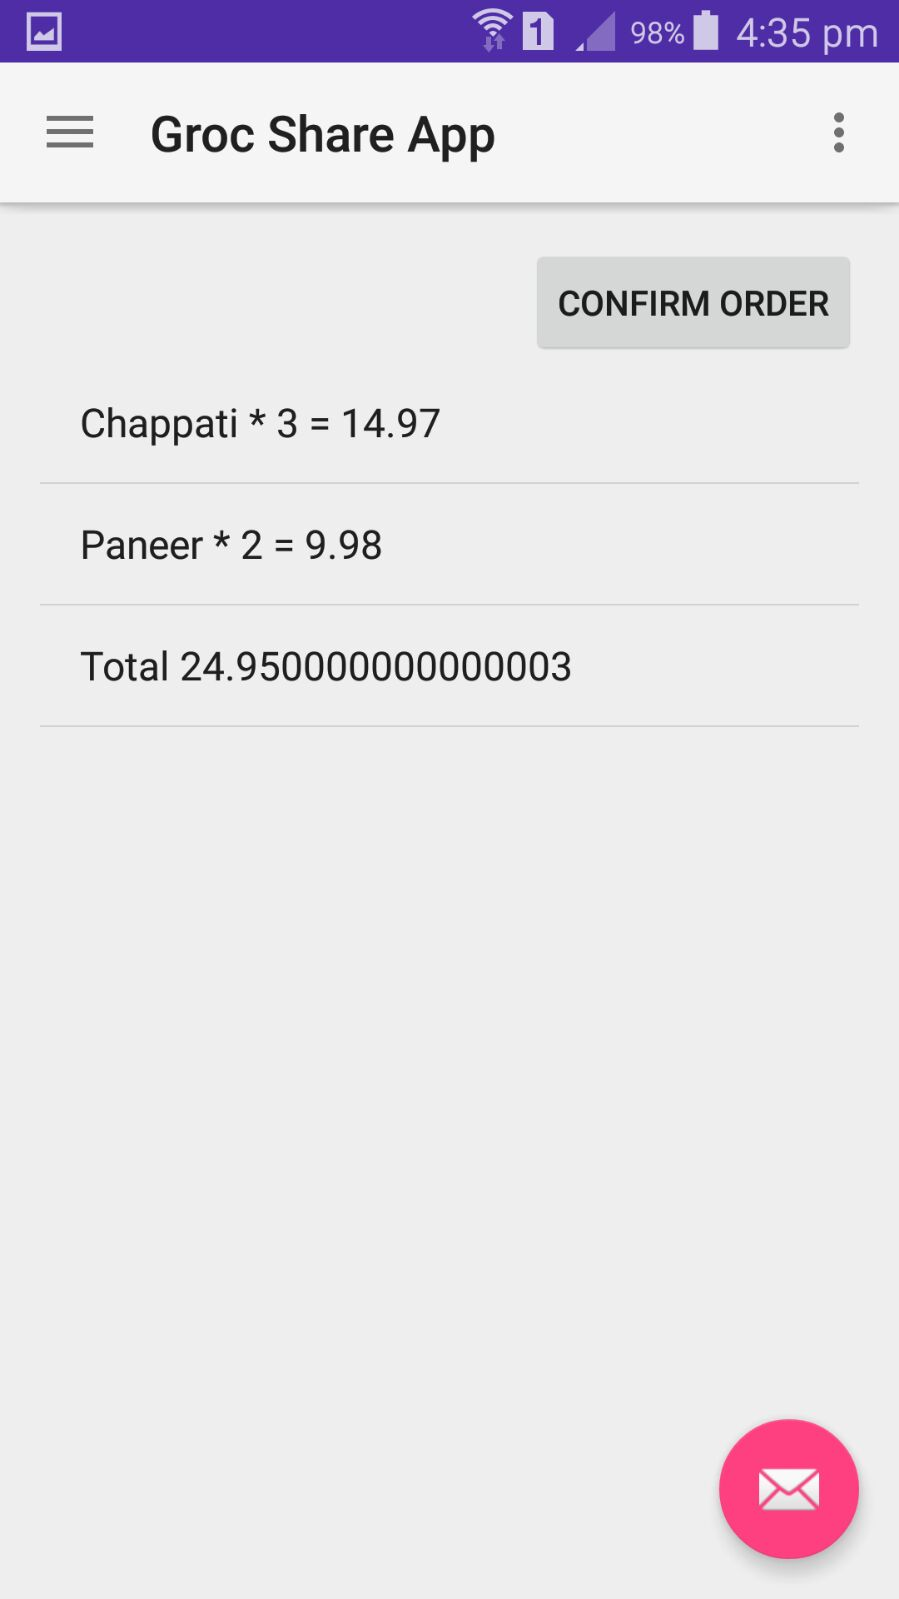 1 98% 4:35 pm
Groc Share App
CONFIRM ORDER
Chappati * 3 = 14.97
Paneer * 2 = 9.98
Total 24.950000000000003